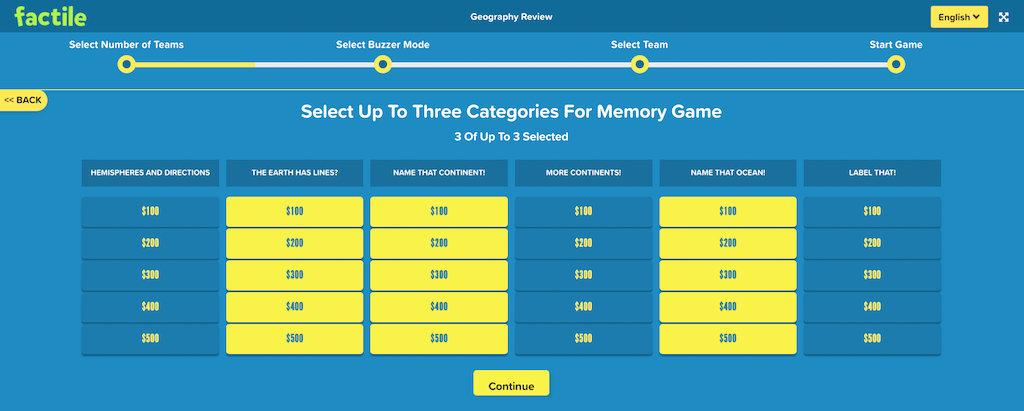 factile
Geography Review
English
Select Number of Teams
Select Buzzer Mode
Select Team
Start Game
<< BACK
Select Up To Three Categories For Memory Game
3 Of Up To 3 Selected
HEMISPHERES AND DIRECTIONS
THE EARTH HAS LINES?
NAME THAT CONTINENT!
MORE CONTINENTS!
NAME THAT OCEAN!
LABEL THAT!
$100 $100 $100 $100 $100 $100
$200 $200 $200 $200 $200 $200
$300 $300 $300 $300 $300 $300
$400 $400 $400 $400 $400 $400
$500 $500 $500 $500 $500 $500
Continue